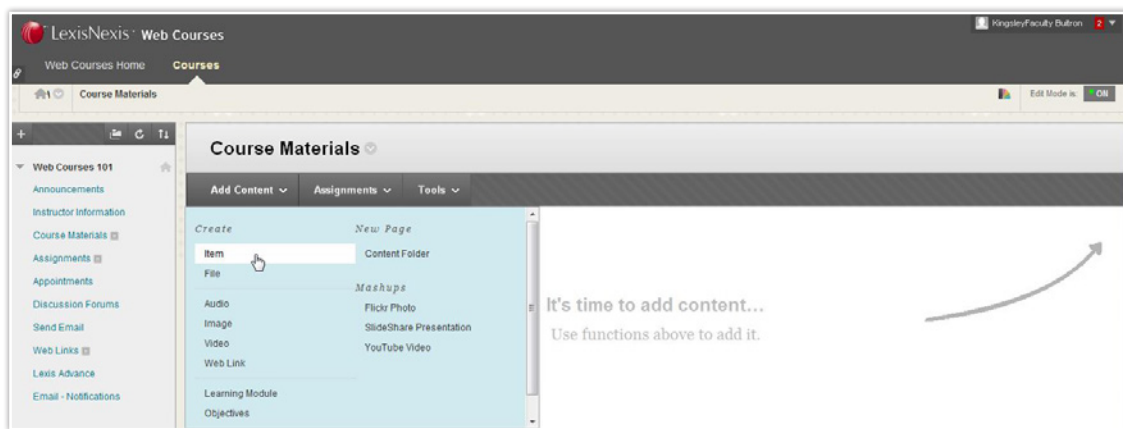 LexisNexis Web Courses
KingsleyFaculty Buitron 2
Web Courses Home Courses
Course Materials
Edit Mode is: ON
Course Materials
Web Courses 101
Announcements
Instructor Information
Course Materials
Assignments
Appointments
Discussion Forums
Send Email
Web Links
Lexis Advance
Email - Notifications
Add Content Assignments Tools
Create
Item
File
Audio
Image
Video
Web Link
Learning Module
Objectives
New Page
Content Folder
Mashups
Flickr Photo
SlideShare Presentation
YouTube Video
It's time to add content...
Use functions above to add it.